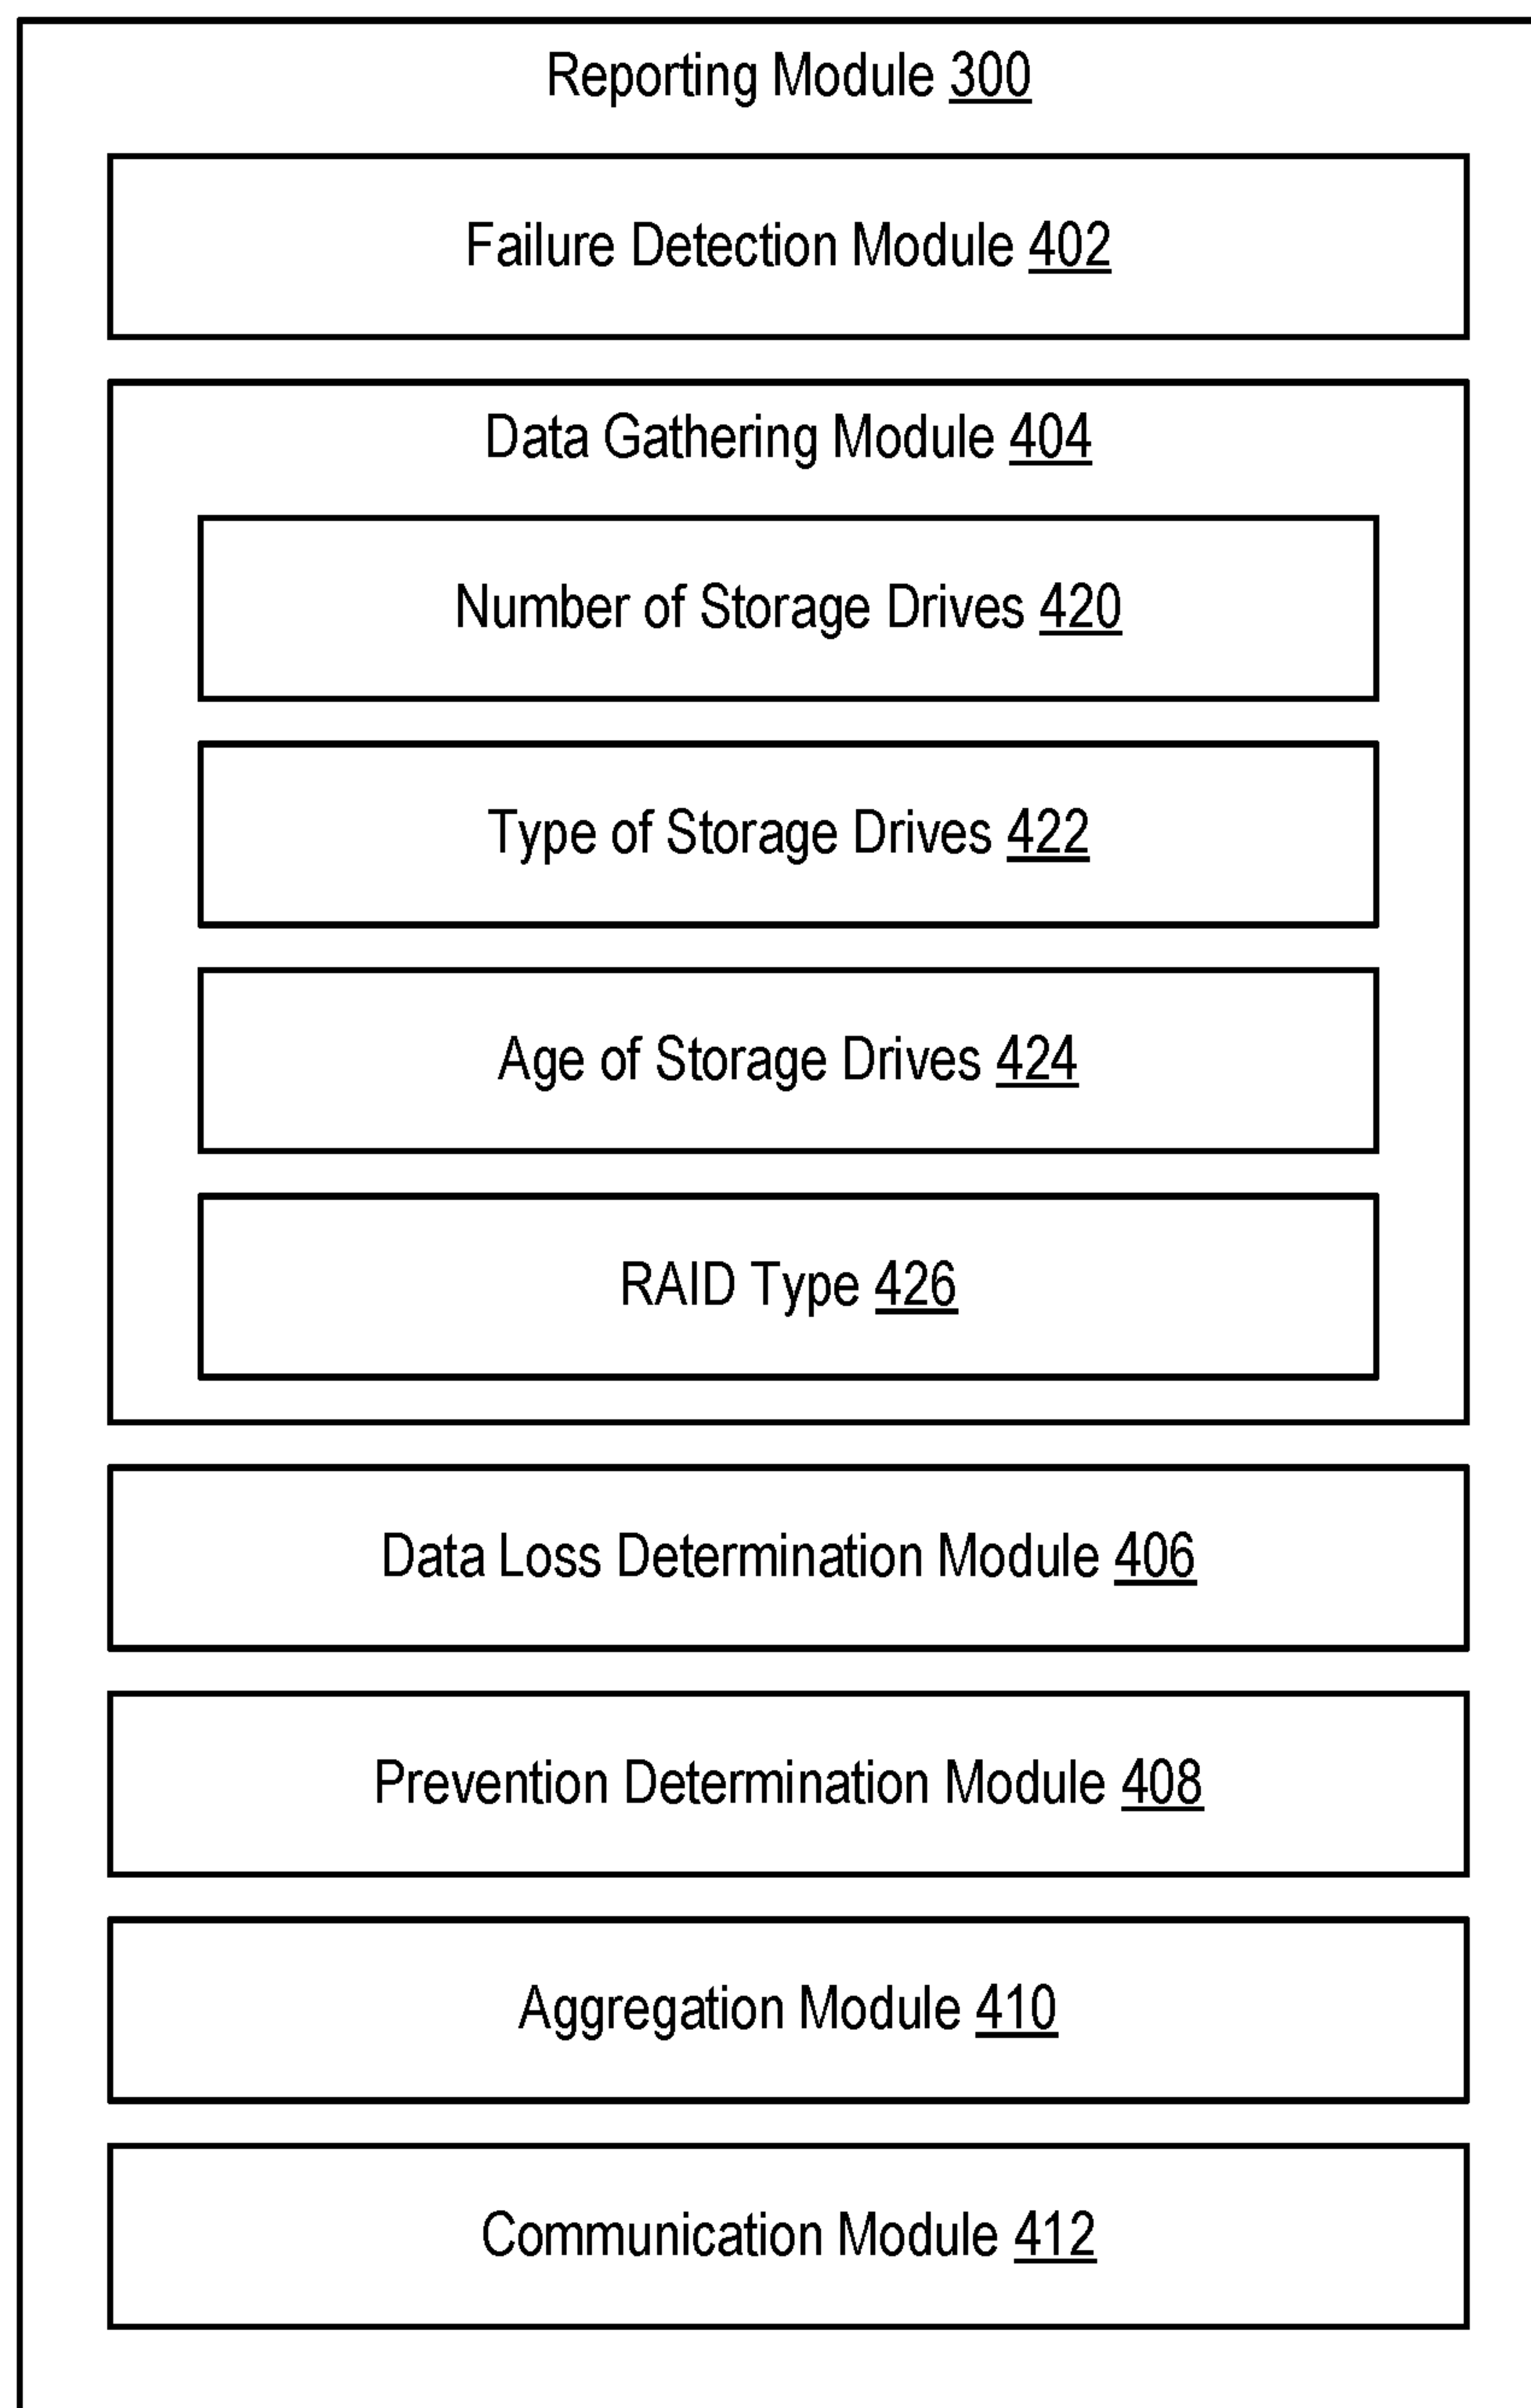 Reporting Module 300
Failure Detection Module 402
Data Gathering Module 404
Number of Storage Drives 420
Type of Storage Drives 422
Age of Storage Drives 424
RAID Type 426
Data Loss Determination Module 406
Prevention Determination Module 408
Aggregation Module 410
Communication Module 412